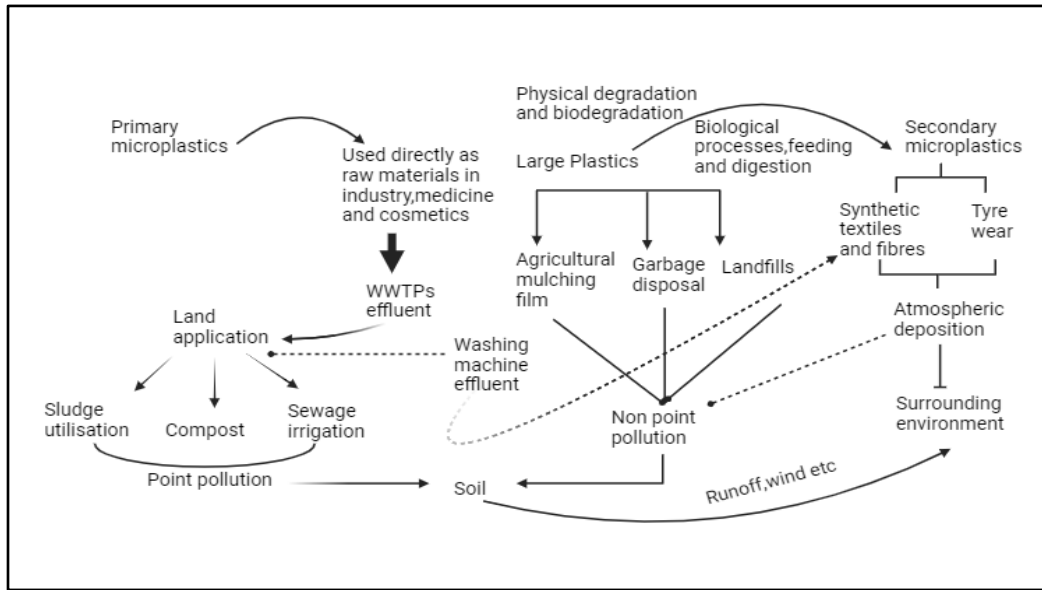 Primary
microplastics
Used directly as
raw materials in
industry,medicine
and cosmetics
WWTPs
effluent
Land
application
Washing
machine
effluent
Sludge
utilisation
Compost
Sewage
irrigation
Point pollution
Soil
Physical degradation
and biodegradation
Large Plastics
Biological
processes,feeding
and digestion
Secondary
microplastics
Agricultural
mulching
film
Garbage
disposal
Landfills
Synthetic
textiles
and fibres
Tyre
wear
Atmospheric
deposition
Non point
pollution
Surrounding
environment
Runoff,wind etc